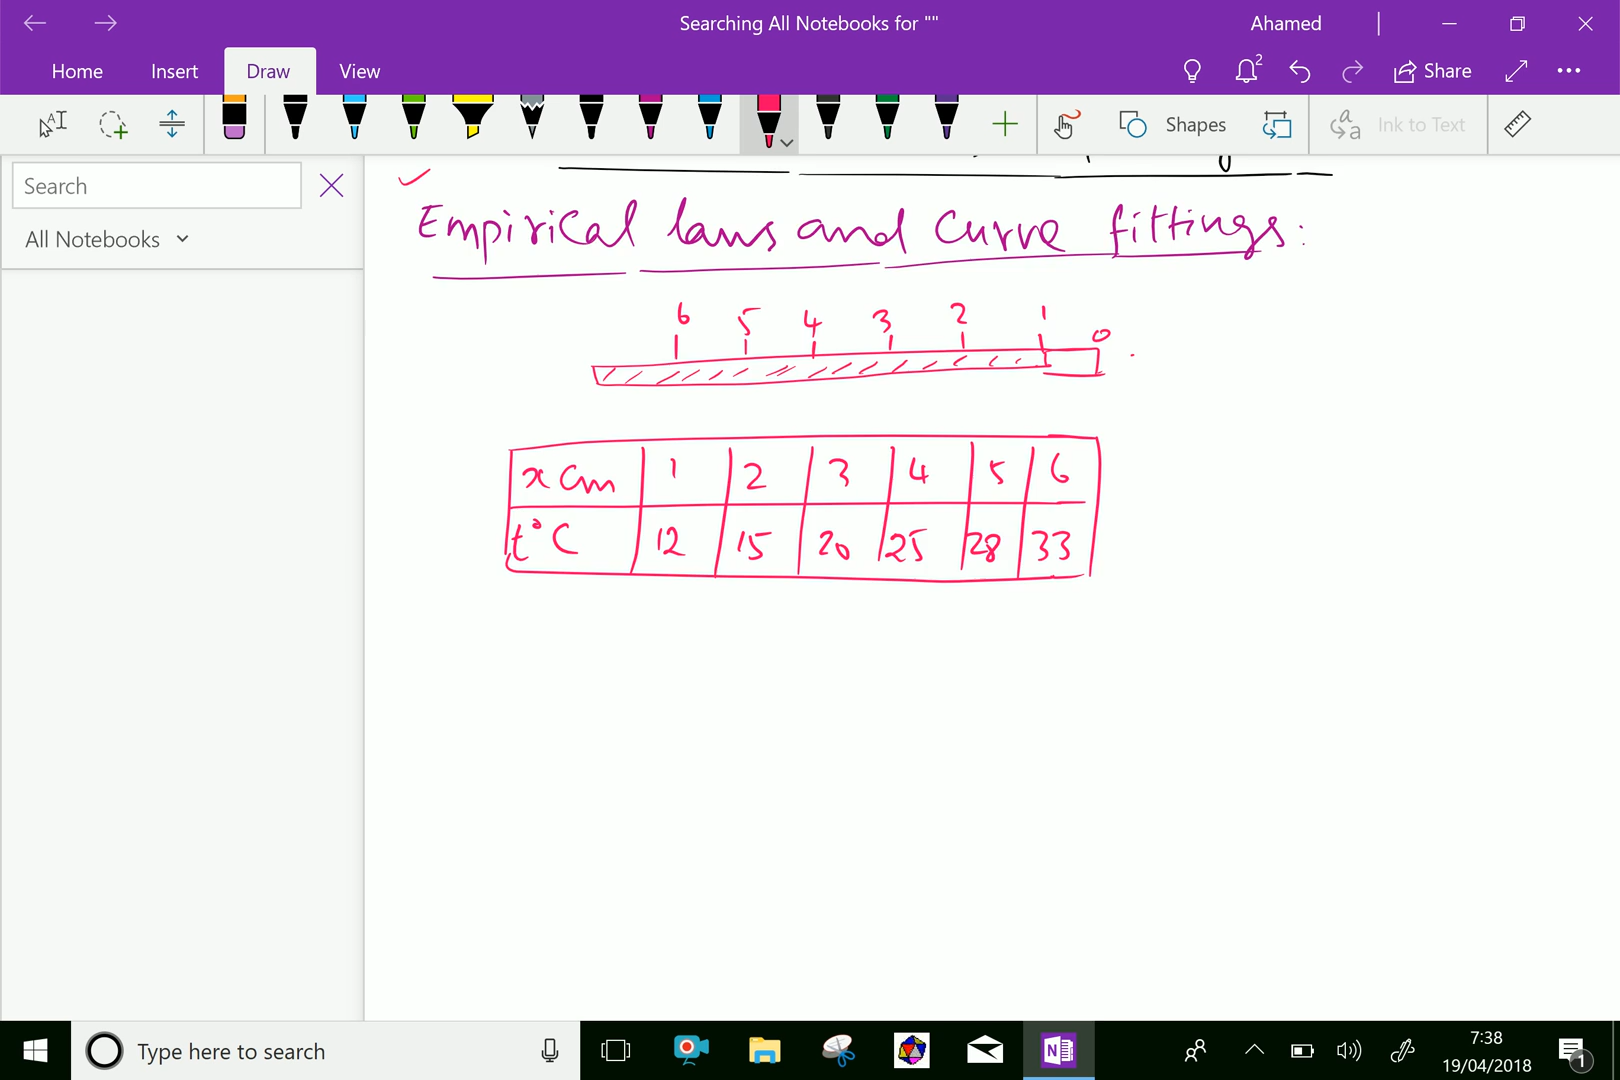 Searching All Notebooks for ""
Ahamed
Home Insert Draw View
2
Share
Shapes
Ink to Text
Search
All Notebooks
Empirical laws and Curve fittings:
6 5 4 3 2 1 0
x cm 1 2 3 4 5 6
t°C 12 15 20 25 28 33
Type here to search
N
7:38
19/04/2018
1